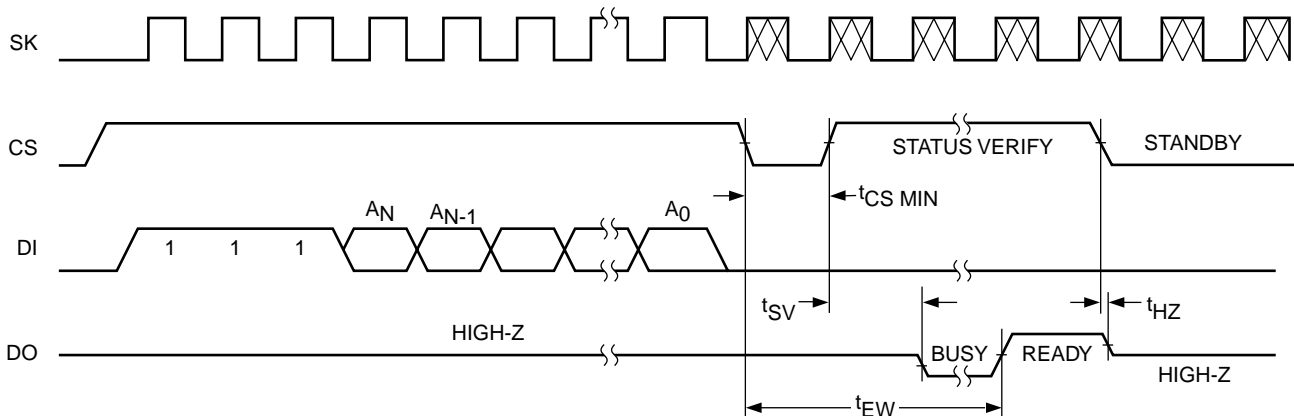 SK
CS
STATUS VERIFY
STANDBY
tCS MIN
AN
AN-1
A0
DI
1 1 1
tSV
tHZ
HIGH-Z
DO
BUSY
READY
HIGH-Z
tEW